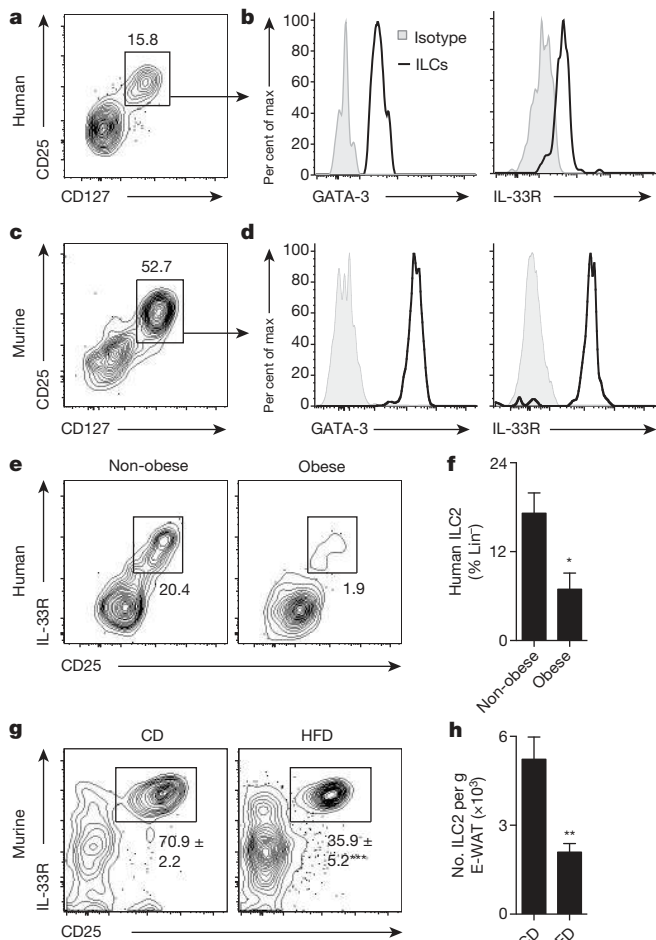 a
15.8
Human
CD25
CD127
b
Per cent of max
100
80
60
40
20
0
GATA-3
Isotype
ILCs
IL-33R
c
52.7
Murine
CD25
CD127
d
Per cent of max
100
80
60
40
20
0
GATA-3
IL-33R
e
Non-obese
Obese
Human
IL-33R
20.4
1.9
CD25
f
Human ILC2
(% Lin⁻)
24
12
0
*
Non-obese
Obese
g
CD
HFD
Murine
IL-33R
70.9 ±
2.2
35.9 ±
5.2***
CD25
h
No. ILC2 per g
E-WAT (×10³)
6
3
0
**